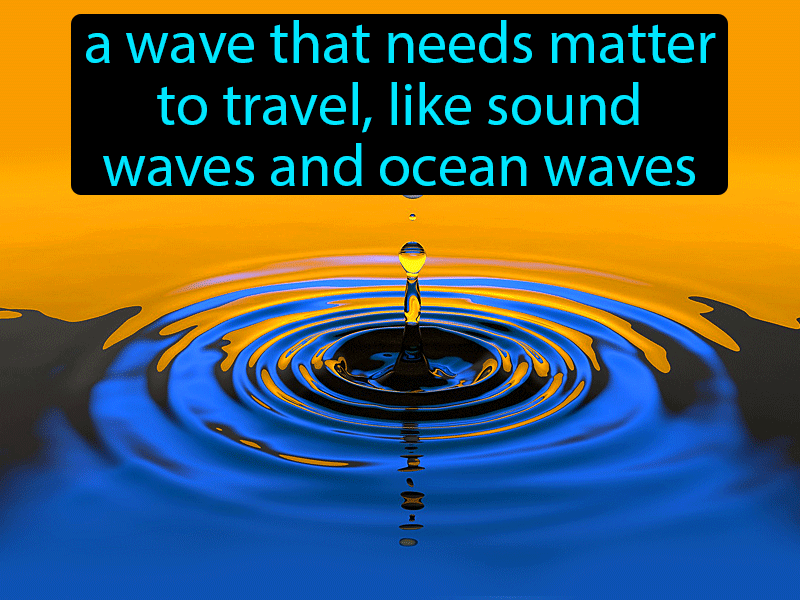 a wave that needs matter
to travel, like sound
waves and ocean waves